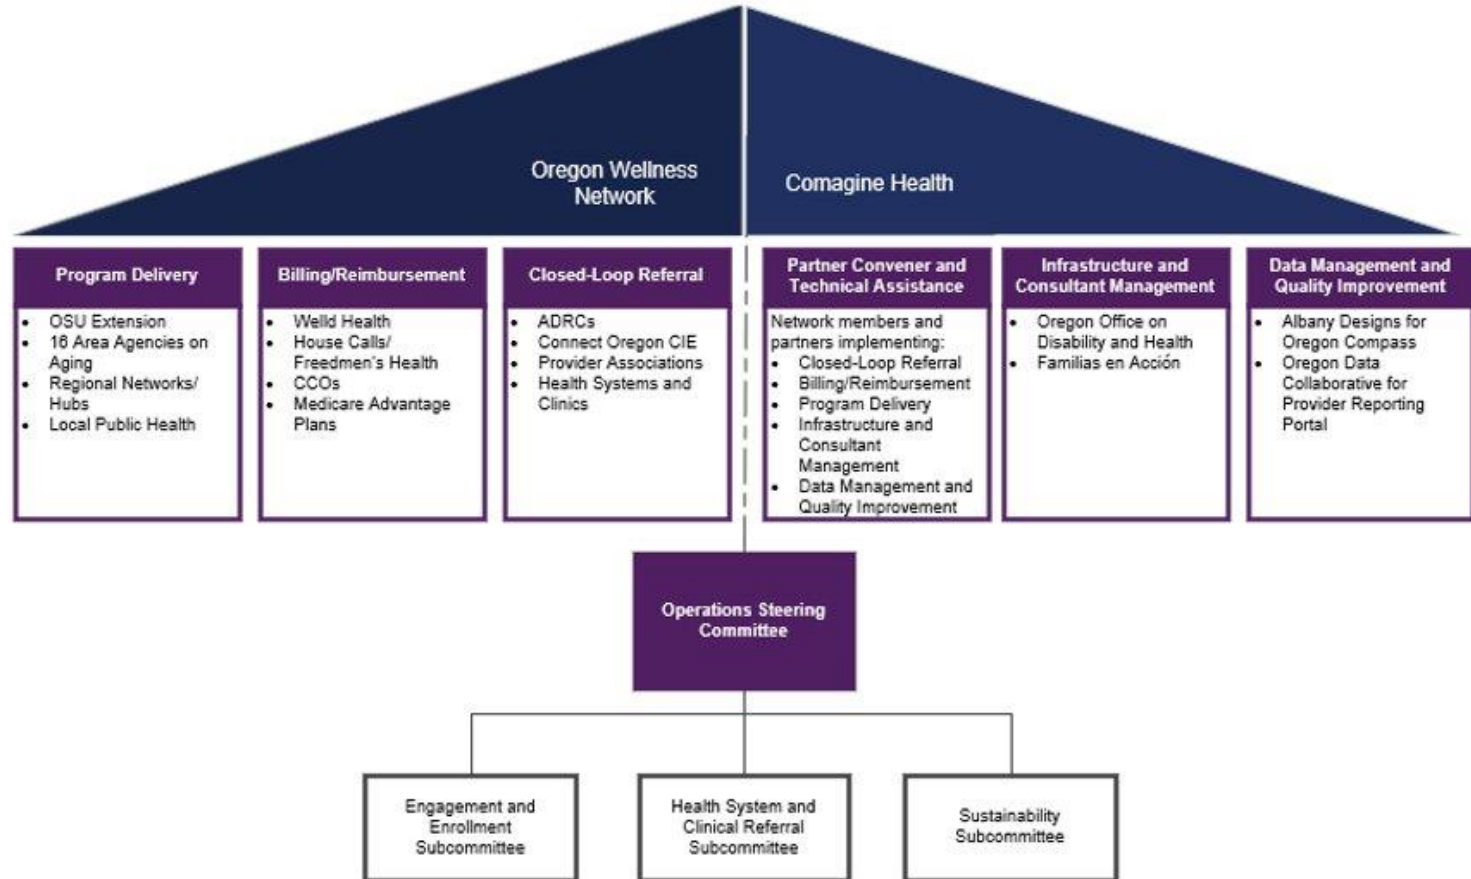 Oregon Wellness
Network
Comagine Health
Program Delivery
• OSU Extension
• 16 Area Agencies on
Aging
• Regional Networks/
Hubs
• Local Public Health
Billing/Reimbursement
• Welld Health
• House Calls/
Freedmen's Health
• CCOs
• Medicare Advantage
Plans
Closed-Loop Referral
• ADRCs
• Connect Oregon CIE
• Provider Associations
• Health Systems and
Clinics
Partner Convener and
Technical Assistance
Network members and
partners implementing:
• Closed-Loop Referral
• Billing/Reimbursement
• Program Delivery
• Infrastructure and
Consultant
Management
• Data Management and
Quality Improvement
Infrastructure and
Consultant Management
• Oregon Office on
Disability and Health
• Familias en Acción
Data Management and
Quality Improvement
• Albany Designs for
Oregon Compass
• Oregon Data
Collaborative for
Provider Reporting
Portal
Operations Steering
Committee
Engagement and
Enrollment
Subcommittee
Health System and
Clinical Referral
Subcommittee
Sustainability
Subcommittee